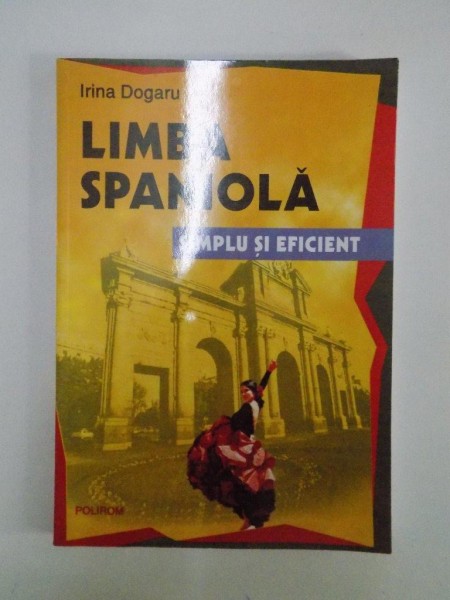 Irina Dogaru
LIMBA
SPANIOLĂ
SIMPLU ȘI EFICIENT
POLIROM